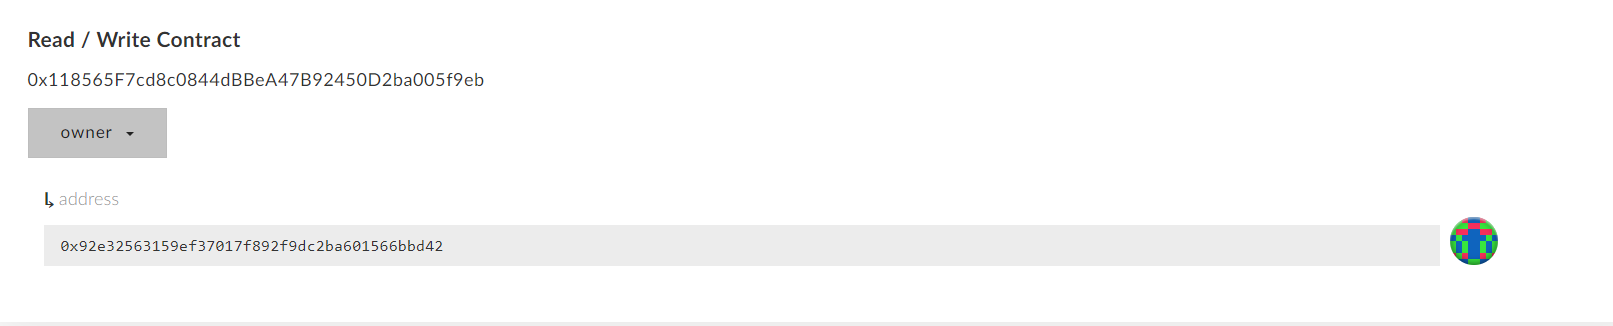 Read / Write Contract
0x118565F7cd8c0844dBBeA47B92450D2ba005f9eb
owner
address
0x92e32563159ef37017f892f9dc2ba601566bbd42